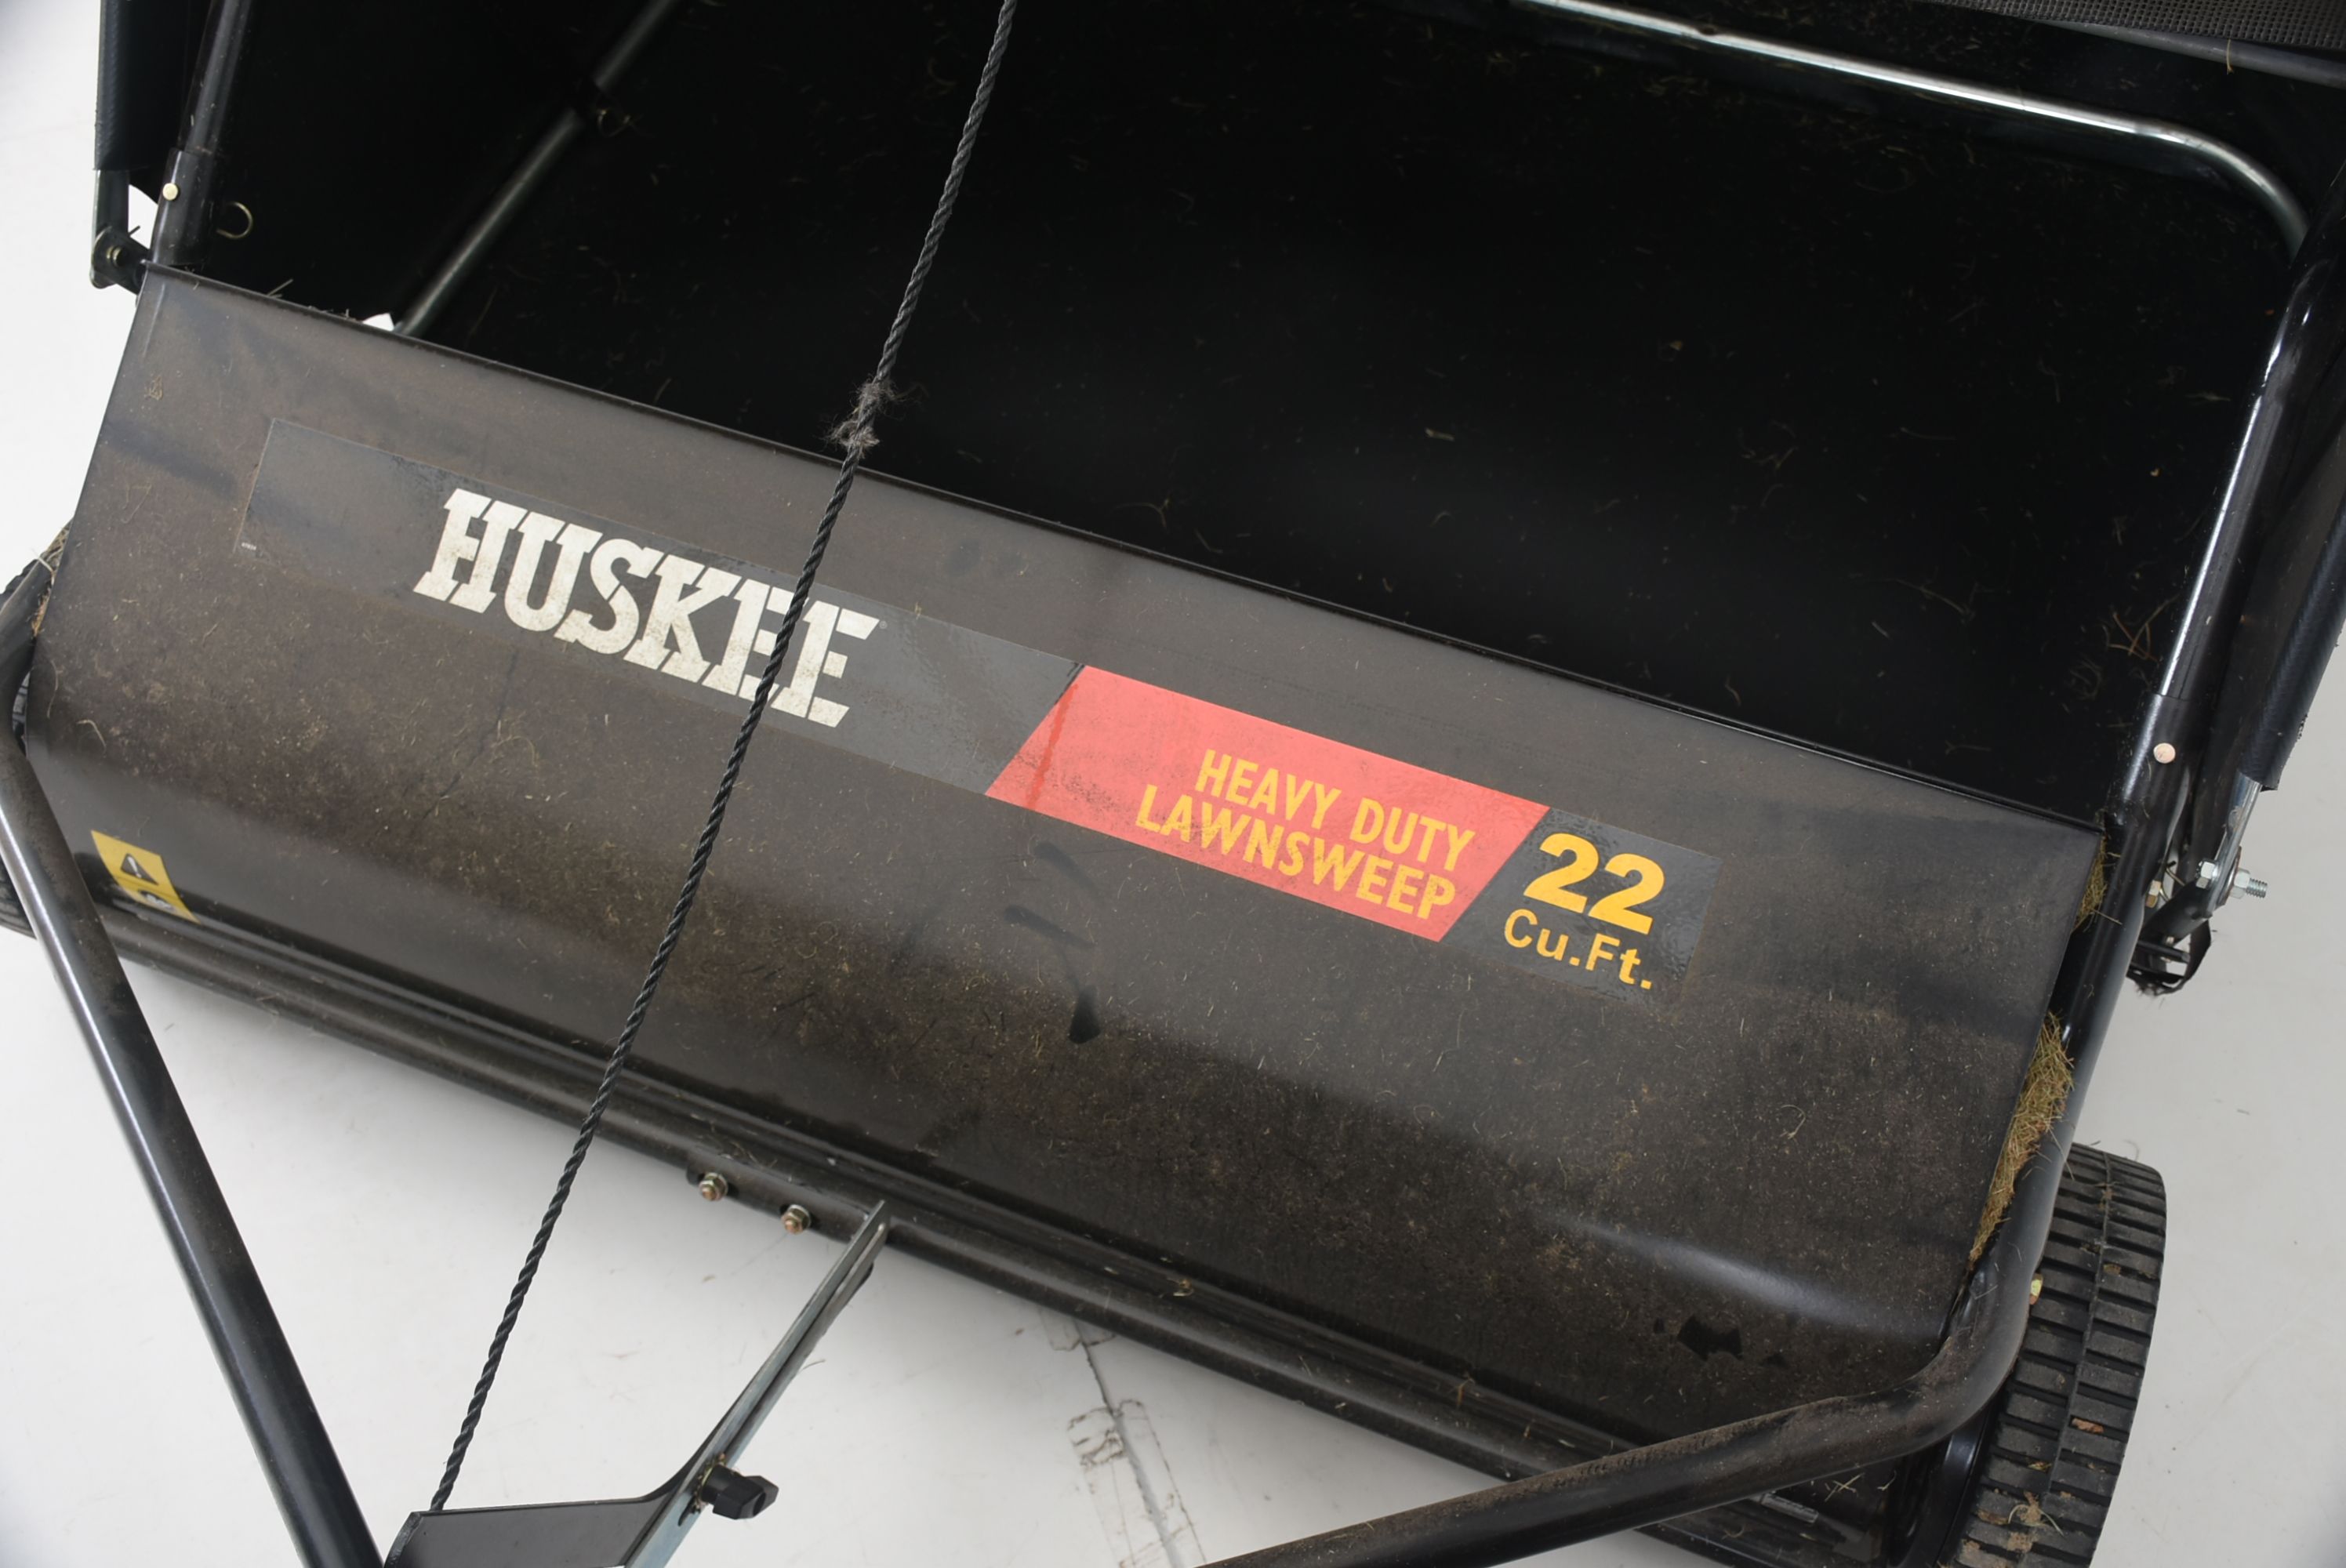 HUSKEE
HEAVY DUTY
LAWNSWEEP
22
Cu.Ft.